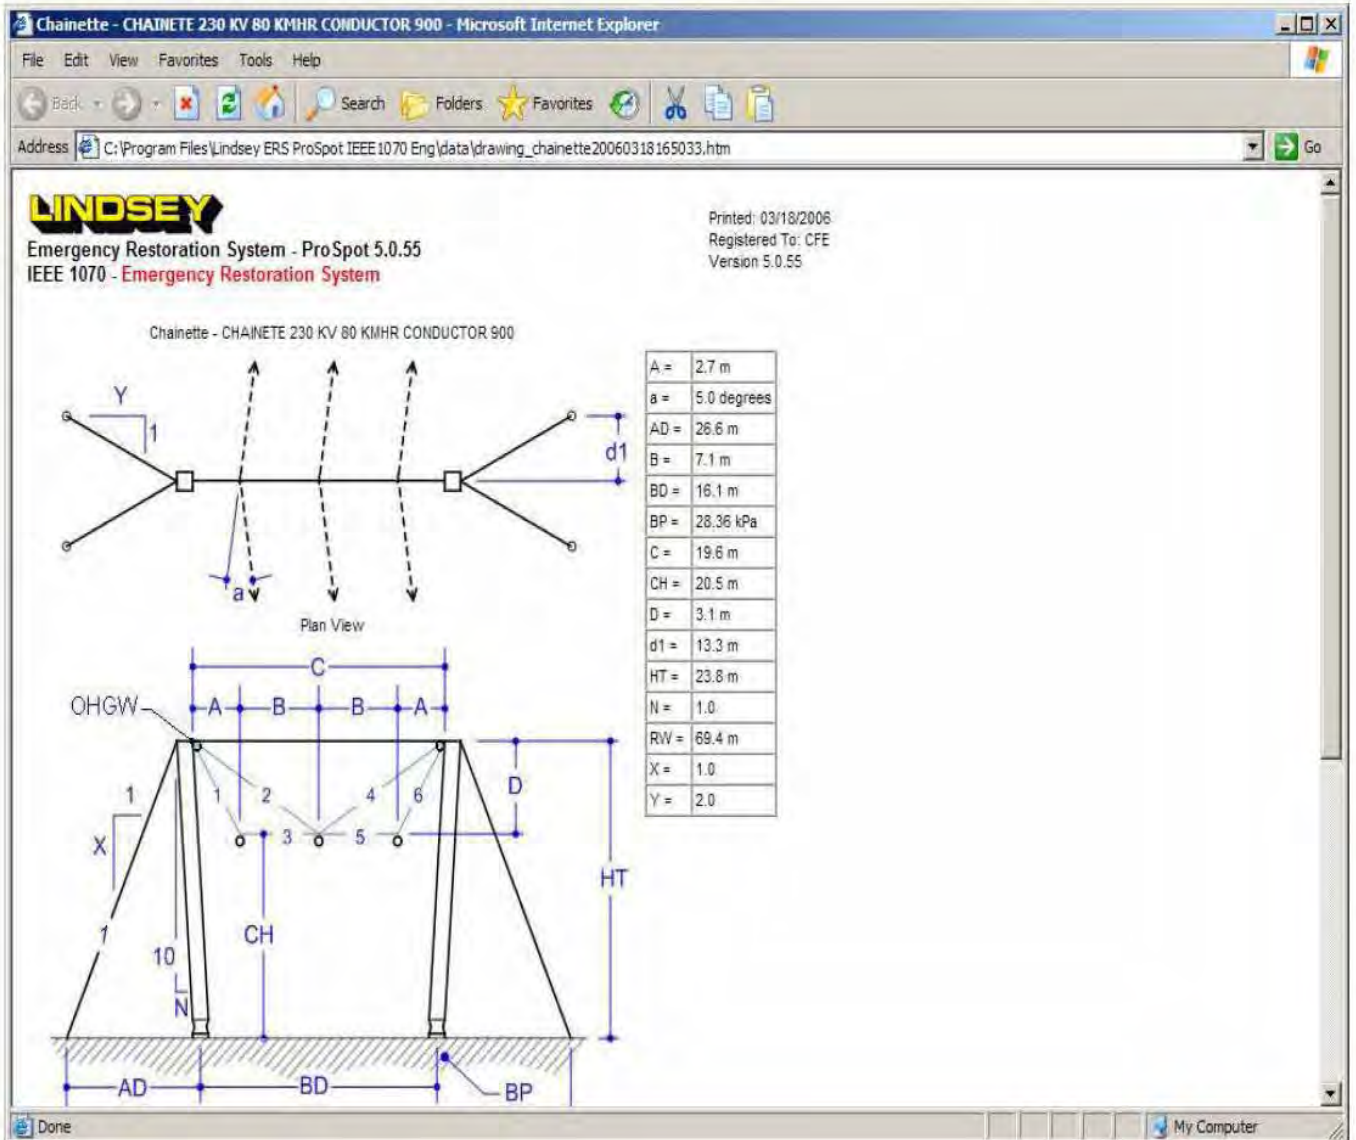 Chainette - CHAINETE 230 KV 80 KMHR CONDUCTOR 900 - Microsoft Internet Explorer
File Edit View Favorites Tools Help
Back Search Folders Favorites
Address C:\Program Files\Lindsey ERS ProSpot IEEE1070 Eng\data\drawing_chainette20060318165033.htm Go
LINDSEY
Emergency Restoration System - ProSpot 5.0.55
IEEE 1070 - Emergency Restoration System
Printed: 03/18/2006
Registered To: CFE
Version 5.0.55
Chainette - CHAINETE 230 KV 80 KMHR CONDUCTOR 900
Y
1
d1
a
Plan View
C
OHGW
A B B A
1 2 4 6
3 5
D
1
X
HT
1
CH
10
N
AD BD BP
A = 2.7 m
a = 5.0 degrees
AD = 26.6 m
B = 7.1 m
BD = 16.1 m
BP = 28.36 kPa
C = 19.6 m
CH = 20.5 m
D = 3.1 m
d1 = 13.3 m
HT = 23.8 m
N = 1.0
RW = 69.4 m
X = 1.0
Y = 2.0
Done My Computer